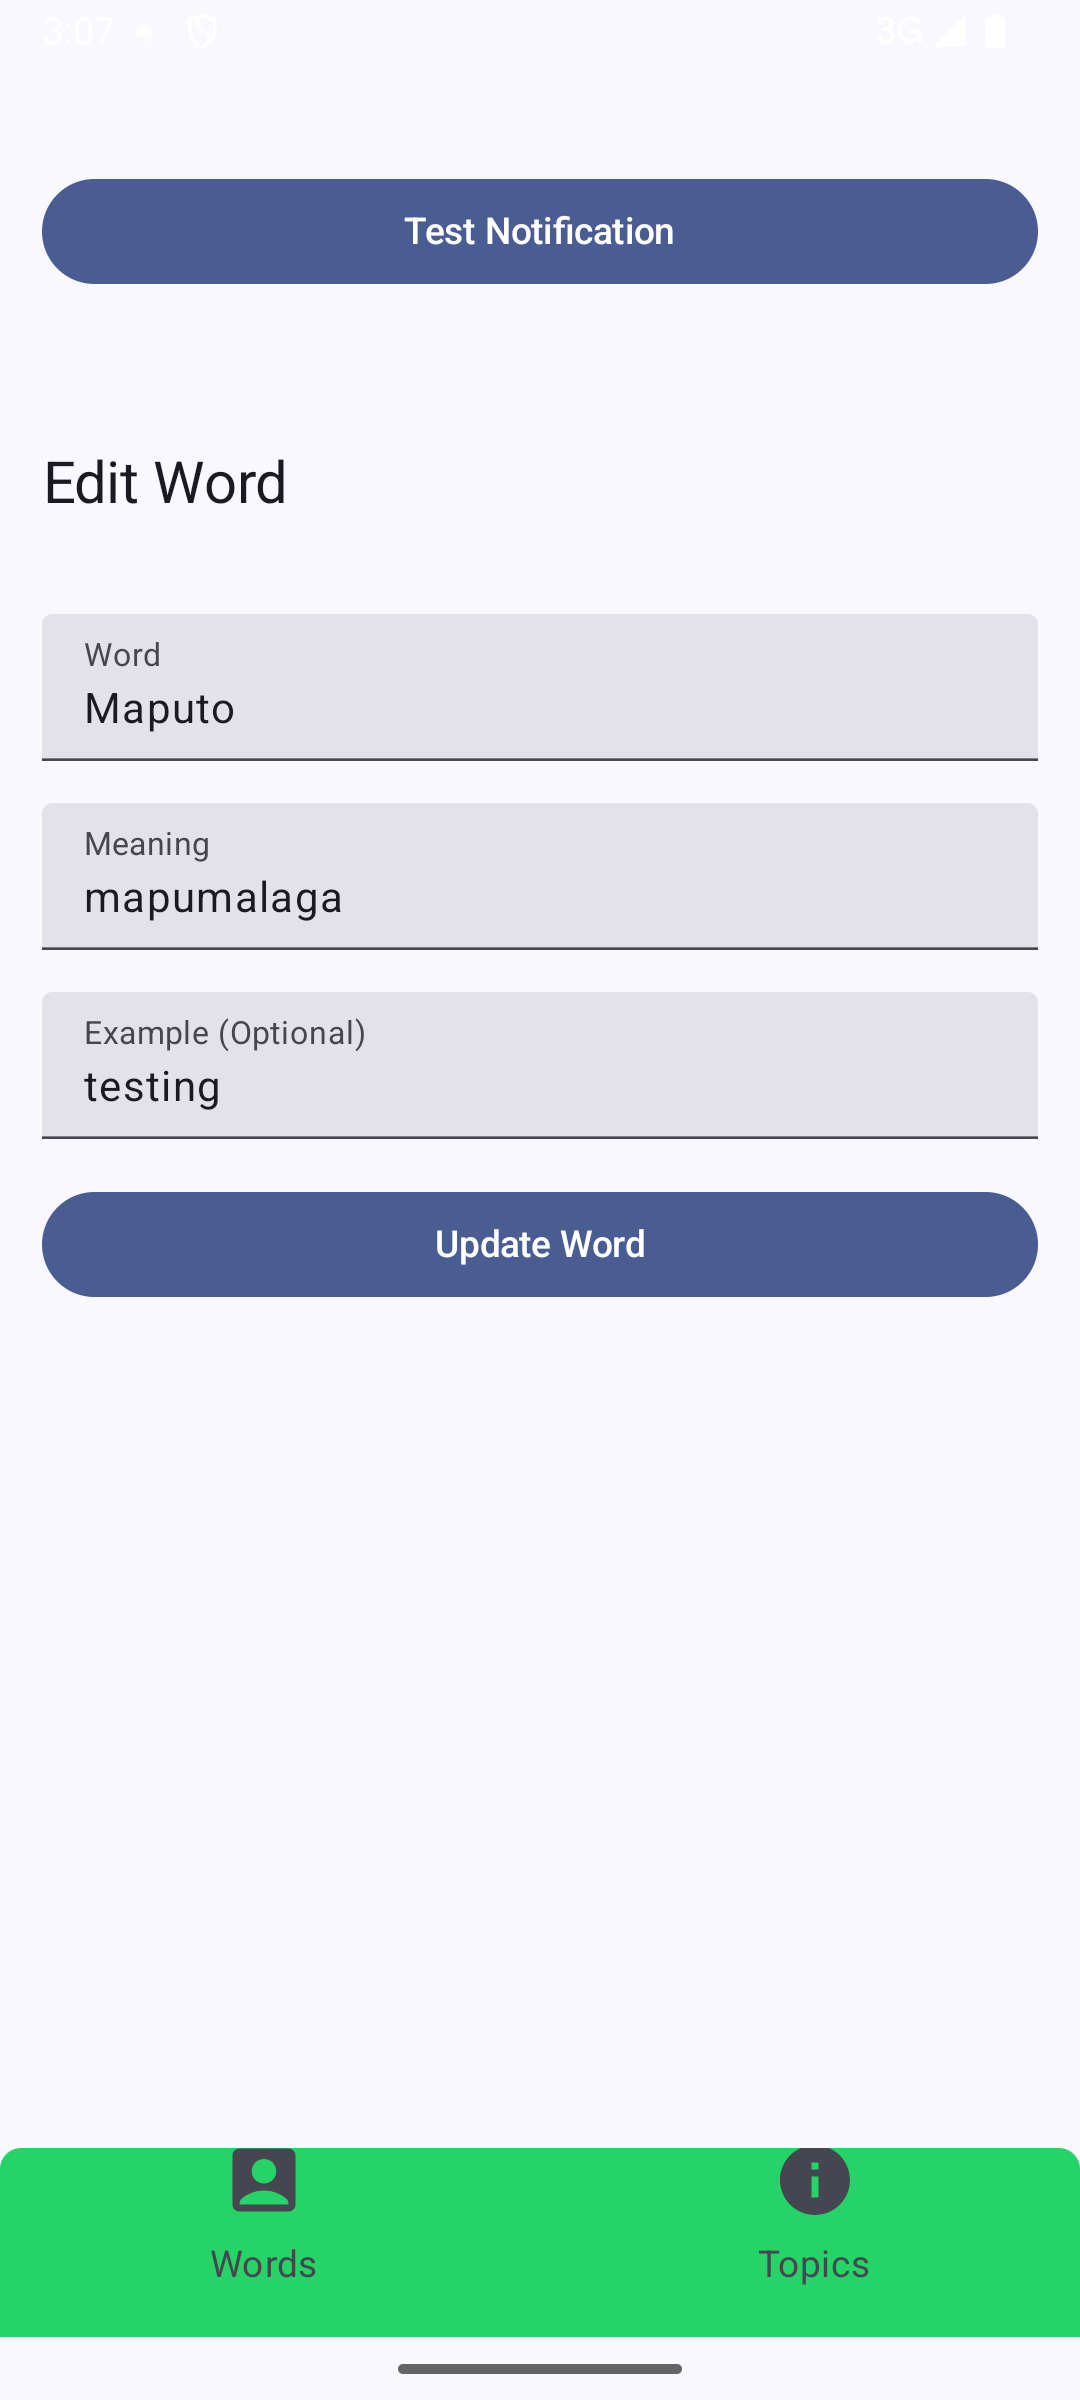 3:07 3G
Test Notification
Edit Word
Word
Maputo
Meaning
mapumalaga
Example (Optional)
testing
Update Word
Words Topics